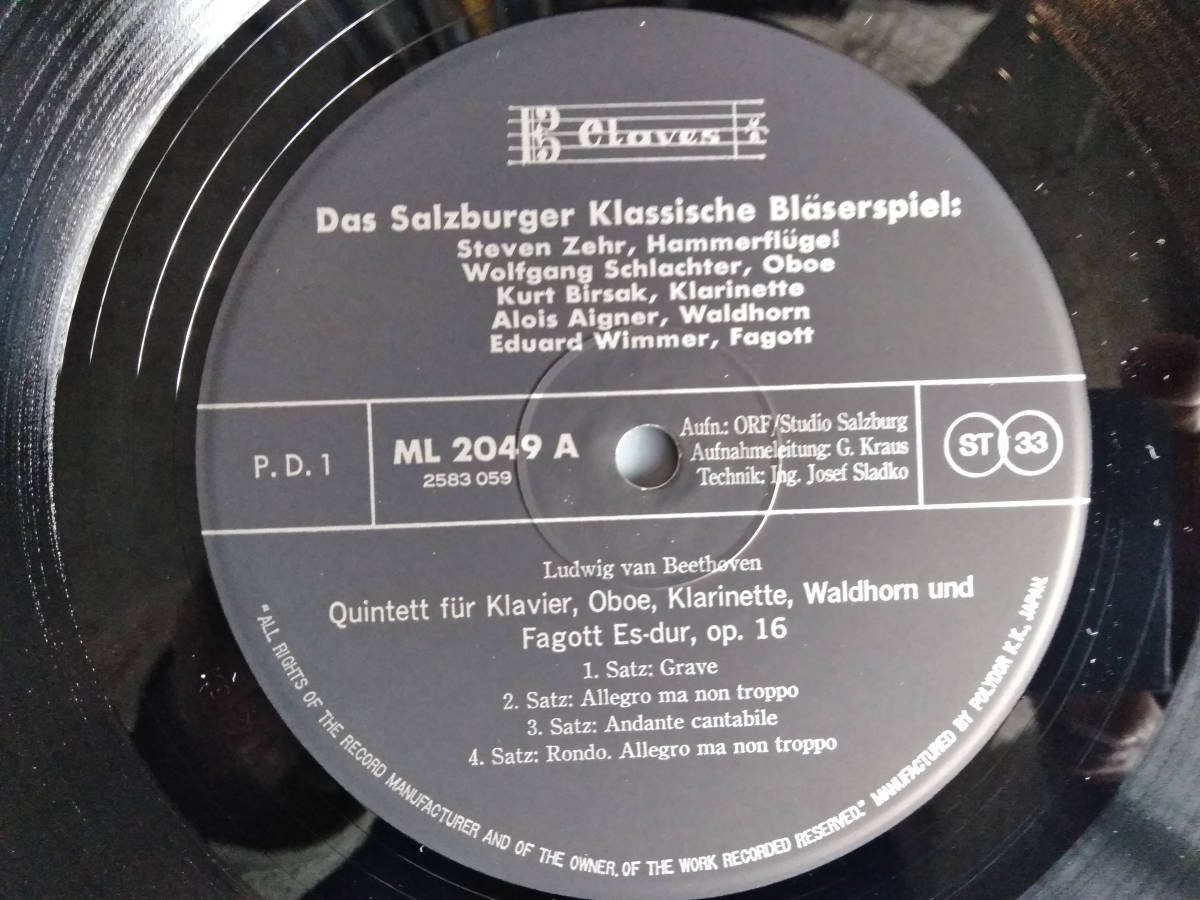 Claves
Das Salzburger Klassische Bläserspiel:
Steven Zehr, Hammerflügel
Wolfgang Schlachter, Oboe
Kurt Birsak, Klarinette
Alois Aigner, Waldhorn
Eduard Wimmer, Fagott
P. D. 1
ML 2049 A
2583 059
Aufn.: ORF/Studio Salzburg
Aufnahmeleitung: G. Kraus
Technik: Ing. Josef Sladko
ST 33
Ludwig van Beethoven
Quintett für Klavier, Oboe, Klarinette, Waldhorn und
Fagott Es-dur, op. 16
1. Satz: Grave
2. Satz: Allegro ma non troppo
3. Satz: Andante cantabile
4. Satz: Rondo. Allegro ma non troppo
"ALL RIGHTS OF THE RECORD MANUFACTURER AND OF THE OWNER OF THE WORK RECORDED RESERVED." MANUFACTURED BY POLYDOR K.K., JAPAN